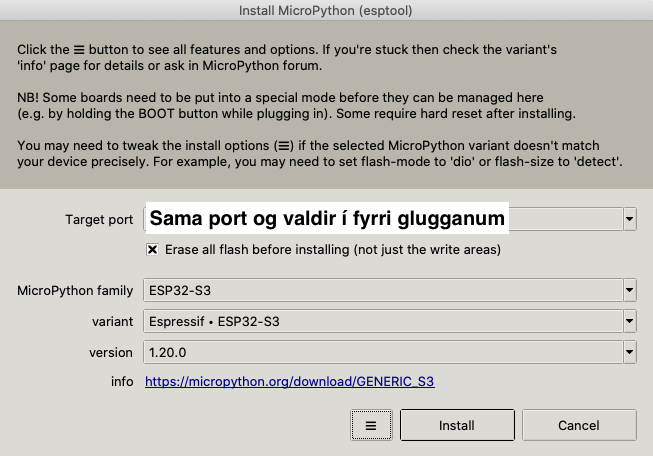 Install MicroPython (esptool)
Click the ☰ button to see all features and options. If you're stuck then check the variant's
'info' page for details or ask in MicroPython forum.
NB! Some boards need to be put into a special mode before they can be managed here
(e.g. by holding the BOOT button while plugging in). Some require hard reset after installing.
You may need to tweak the install options (☰) if the selected MicroPython variant doesn't match
your device precisely. For example, you may need to set flash-mode to 'dio' or flash-size to 'detect'.
Target port Sama port og valdir í fyrri glugganum
Erase all flash before installing (not just the write areas)
MicroPython family ESP32-S3
variant Espressif • ESP32-S3
version 1.20.0
info https://micropython.org/download/GENERIC_S3
☰ Install Cancel